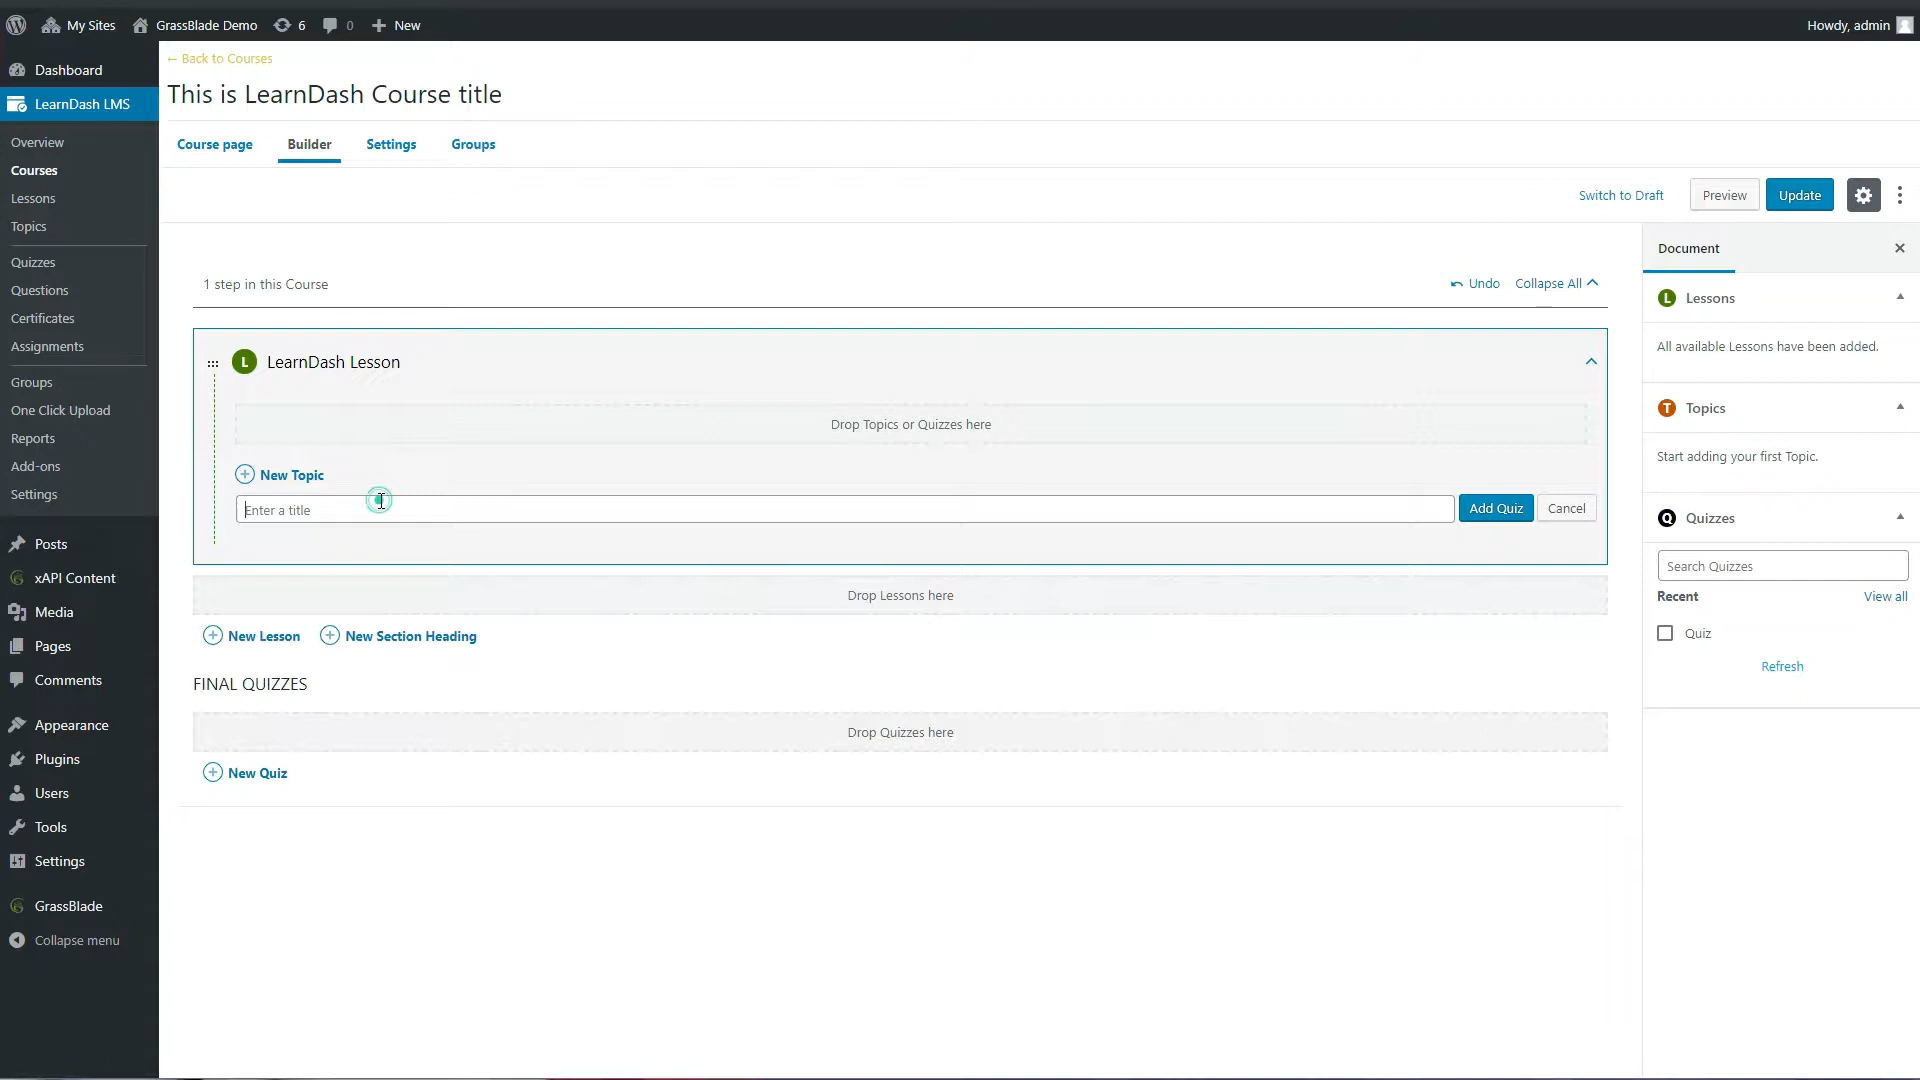 My Sites
GrassBlade Demo
6
0
New
Howdy, admin
Dashboard
LearnDash LMS
Overview
Courses
Lessons
Topics
Quizzes
Questions
Certificates
Assignments
Groups
One Click Upload
Reports
Add-ons
Settings
Posts
xAPI Content
Media
Pages
Comments
Appearance
Plugins
Users
Tools
Settings
GrassBlade
Collapse menu
← Back to Courses
This is LearnDash Course title
Course page
Builder
Settings
Groups
Switch to Draft
Preview
Update
1 step in this Course
Undo
Collapse All
L
LearnDash Lesson
Drop Topics or Quizzes here
New Topic
Enter a title
Add Quiz
Cancel
Drop Lessons here
New Lesson
New Section Heading
FINAL QUIZZES
Drop Quizzes here
New Quiz
Document
L
Lessons
All available Lessons have been added.
T
Topics
Start adding your first Topic.
Q
Quizzes
Search Quizzes
Recent
View all
Quiz
Refresh